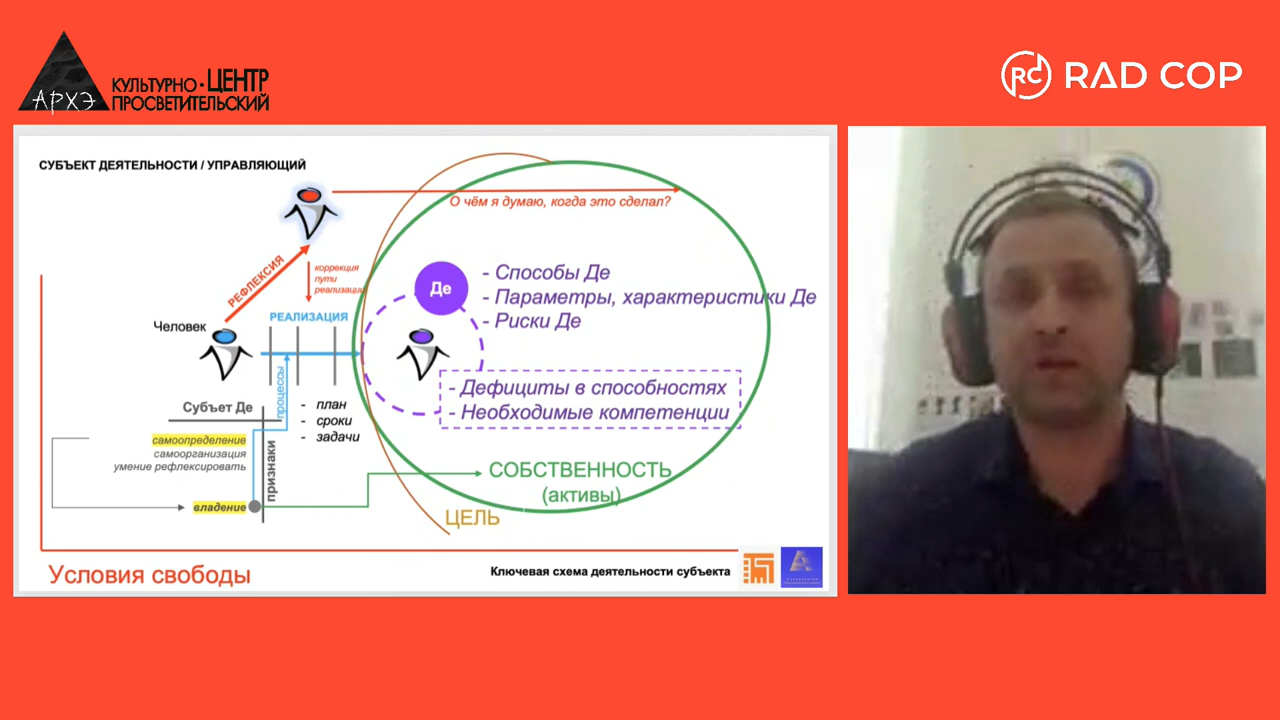 АРХЭ
КУЛЬТУРНО·ЦЕНТР
ПРОСВЕТИТЕЛЬСКИЙ
RC RAD COP
СУБЪЕКТ ДЕЯТЕЛЬНОСТИ / УПРАВЛЯЮЩИЙ
О чём я думаю, когда это сделал?
РЕФЛЕКСИЯ
коррекция
пути
реализации
Человек
РЕАЛИЗАЦИЯ
Де
- Способы Де
- Параметры, характеристики Де
- Риски Де
- Дефициты в способностях
- Необходимые компетенции
процессы
- план
- сроки
- задачи
Субъет Де
самоопределение
самоорганизация
умение рефлексировать
признаки
владение
СОБСТВЕННОСТЬ
(активы)
ЦЕЛЬ
Условия свободы
Ключевая схема деятельности субъекта